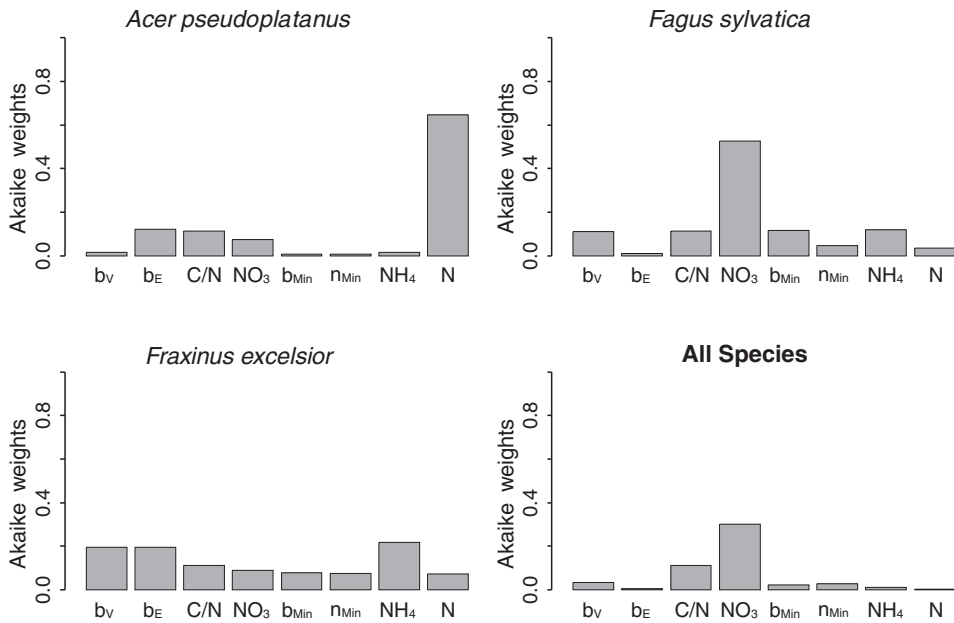 Acer pseudoplatanus
Akaike weights
0.0 0.4 0.8
bV bE C/N NO3 bMin nMin NH4 N
Fagus sylvatica
Akaike weights
0.0 0.4 0.8
bV bE C/N NO3 bMin nMin NH4 N
Fraxinus excelsior
Akaike weights
0.0 0.4 0.8
bV bE C/N NO3 bMin nMin NH4 N
All Species
Akaike weights
0.0 0.4 0.8
bV bE C/N NO3 bMin nMin NH4 N